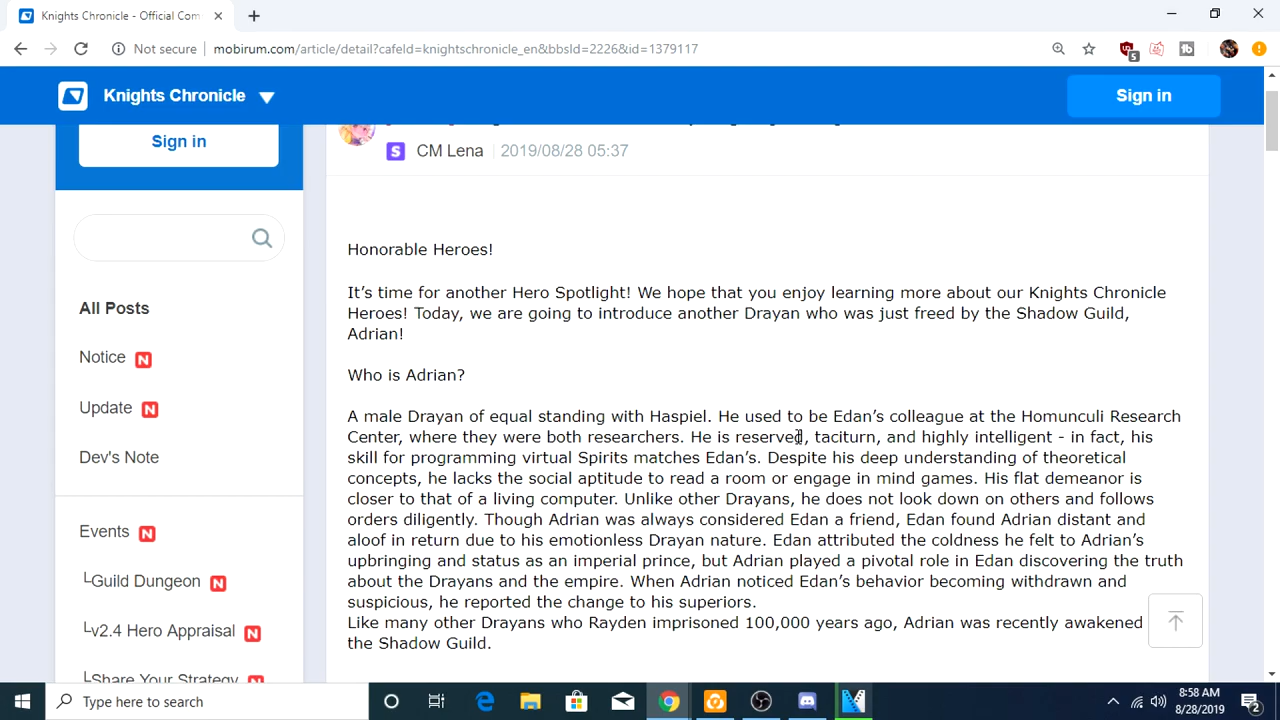 Knights Chronicle - Official Com
Not secure
mobirum.com/article/detail?cafeId=knightschronicle_en&bbsId=2226&id=1379117
5
Knights Chronicle
Sign in
Sign in
S
CM Lena
2019/08/28 05:37
All Posts
Notice N
Update N
Dev's Note
Events N
└Guild Dungeon N
└v2.4 Hero Appraisal N
└Share Your Strategy
Honorable Heroes!
It's time for another Hero Spotlight! We hope that you enjoy learning more about our Knights Chronicle
Heroes! Today, we are going to introduce another Drayan who was just freed by the Shadow Guild,
Adrian!
Who is Adrian?
A male Drayan of equal standing with Haspiel. He used to be Edan's colleague at the Homunculi Research
Center, where they were both researchers. He is reserved, taciturn, and highly intelligent - in fact, his
skill for programming virtual Spirits matches Edan's. Despite his deep understanding of theoretical
concepts, he lacks the social aptitude to read a room or engage in mind games. His flat demeanor is
closer to that of a living computer. Unlike other Drayans, he does not look down on others and follows
orders diligently. Though Adrian was always considered Edan a friend, Edan found Adrian distant and
aloof in return due to his emotionless Drayan nature. Edan attributed the coldness he felt to Adrian's
upbringing and status as an imperial prince, but Adrian played a pivotal role in Edan discovering the truth
about the Drayans and the empire. When Adrian noticed Edan's behavior becoming withdrawn and
suspicious, he reported the change to his superiors.
Like many other Drayans who Rayden imprisoned 100,000 years ago, Adrian was recently awakened
the Shadow Guild.
Type here to search
8:58 AM
8/28/2019
2